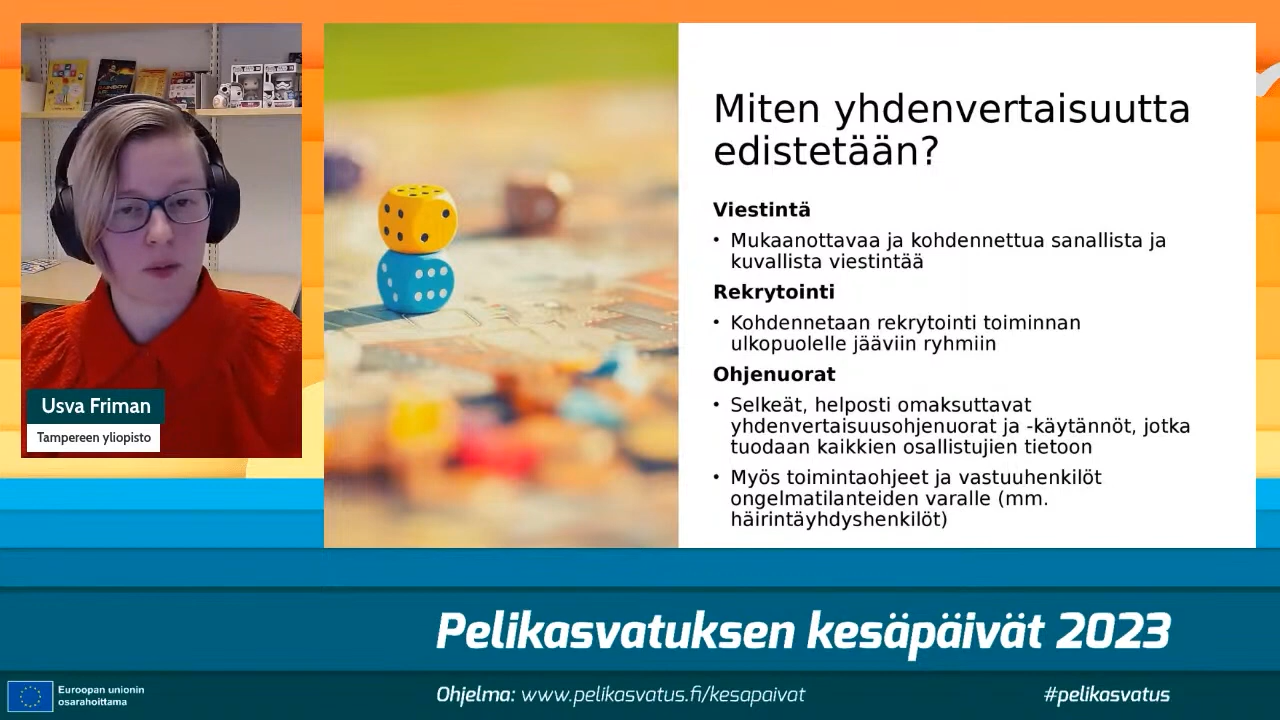 Miten yhdenvertaisuutta
edistetään?
Viestintä
• Mukaanottavaa ja kohdennettua sanallista ja
kuvallista viestintää
Rekrytointi
• Kohdennetaan rekrytointi toiminnan
ulkopuolelle jääviin ryhmiin
Ohjenuorat
• Selkeät, helposti omaksuttavat
yhdenvertaisuusohjenuorat ja -käytännöt, jotka
tuodaan kaikkien osallistujien tietoon
• Myös toimintaohjeet ja vastuuhenkilöt
ongelmatilanteiden varalle (mm.
häirintäyhdyshenkilöt)
Usva Friman
Tampereen yliopisto
Pelikasvatuksen kesäpäivät 2023
Euroopan unionin
osarahoittama
Ohjelma: www.pelikasvatus.fi/kesapaivat
#pelikasvatus